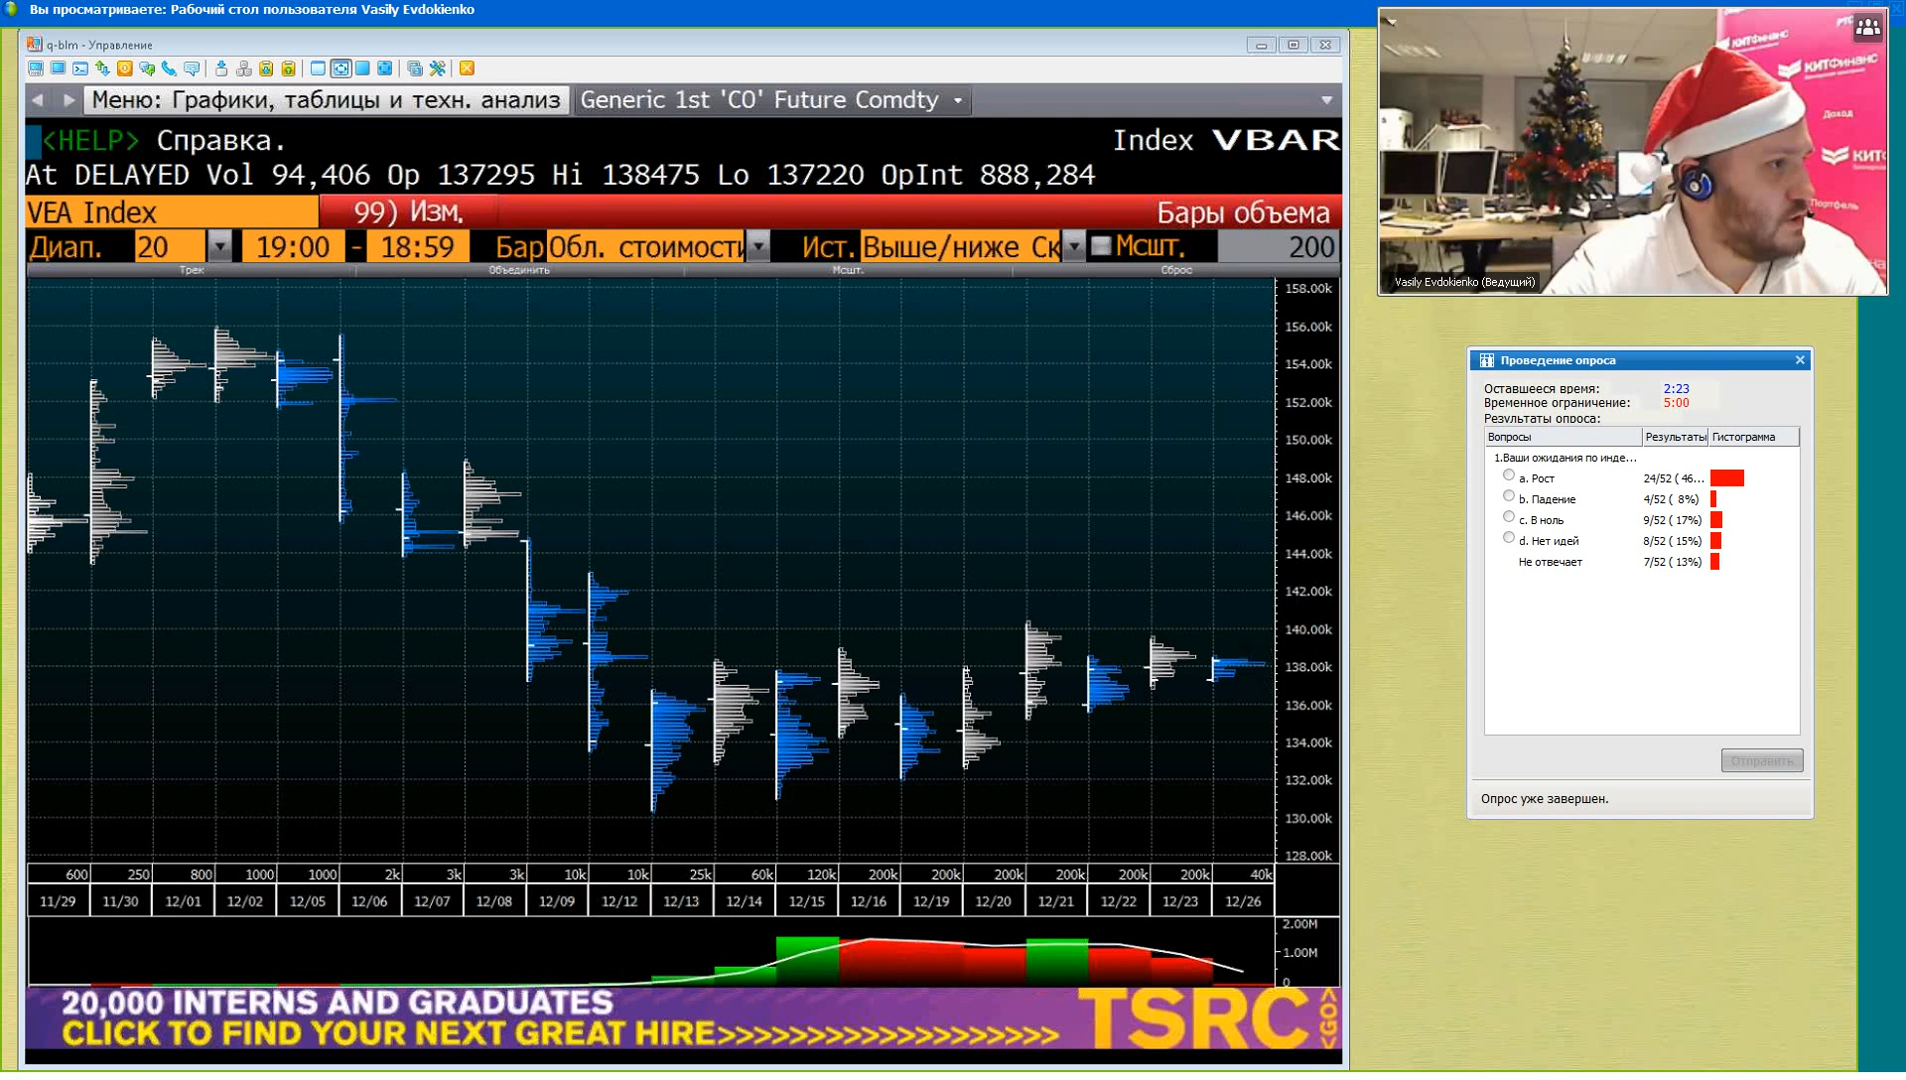 Вы просматриваете: Рабочий стол пользователя Vasily Evdokienko
q-blm - Управление
Меню: Графики, таблицы и техн. анализ
Generic 1st 'CO' Future Comdty
<HELP> Справка.
Index VBAR
At DELAYED Vol 94,406 Op 137295 Hi 138475 Lo 137220 OpInt 888,284
VEA Index 99) Изм. Бары объема
Диап. 20 19:00 - 18:59 Бар Обл. стоимости Ист. Выше/ниже Ск Мсшт. 200
Трек Объединить Мсшт. Сброс
158.00k
156.00k
154.00k
152.00k
150.00k
148.00k
146.00k
144.00k
142.00k
140.00k
138.00k
136.00k
134.00k
132.00k
130.00k
128.00k
600 250 800 1000 1000 2k 3k 3k 10k 10k 25k 60k 120k 200k 200k 200k 200k 200k 200k 40k
11/29 11/30 12/01 12/02 12/05 12/06 12/07 12/08 12/09 12/12 12/13 12/14 12/15 12/16 12/19 12/20 12/21 12/22 12/23 12/26
2.00M
1.00M
0
20,000 INTERNS AND GRADUATES
CLICK TO FIND YOUR NEXT GREAT HIRE>>>>>>>>>>>>>>>>>>>>
TSRC <GO>
КИТФинанс
КИТФинанс
Доход
КИТ
Портфель
Vasily Evdokienko (Ведущий)
Проведение опроса
Оставшееся время: 2:23
Временное ограничение: 5:00
Результаты опроса:
Вопросы Результаты Гистограмма
1.Ваши ожидания по инде...
a. Рост 24/52 ( 46...
b. Падение 4/52 ( 8%)
c. В ноль 9/52 ( 17%)
d. Нет идей 8/52 ( 15%)
Не отвечает 7/52 ( 13%)
Отправить
Опрос уже завершен.